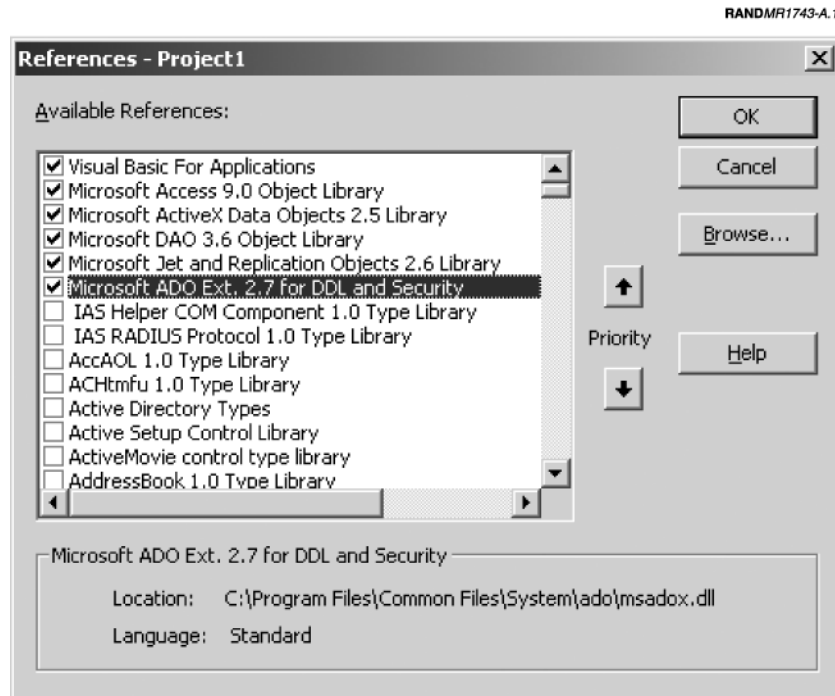 RANDMR1743-A.1
References - Project1
Available References:
OK
Cancel
Browse...
Help
Visual Basic For Applications
Microsoft Access 9.0 Object Library
Microsoft ActiveX Data Objects 2.5 Library
Microsoft DAO 3.6 Object Library
Microsoft Jet and Replication Objects 2.6 Library
Microsoft ADO Ext. 2.7 for DDL and Security
IAS Helper COM Component 1.0 Type Library
IAS RADIUS Protocol 1.0 Type Library
AccAOL 1.0 Type Library
ACHtmfu 1.0 Type Library
Active Directory Types
Active Setup Control Library
ActiveMovie control type library
AddressBook 1.0 Type Library
Priority
Microsoft ADO Ext. 2.7 for DDL and Security
Location: C:\Program Files\Common Files\System\ado\msadox.dll
Language: Standard